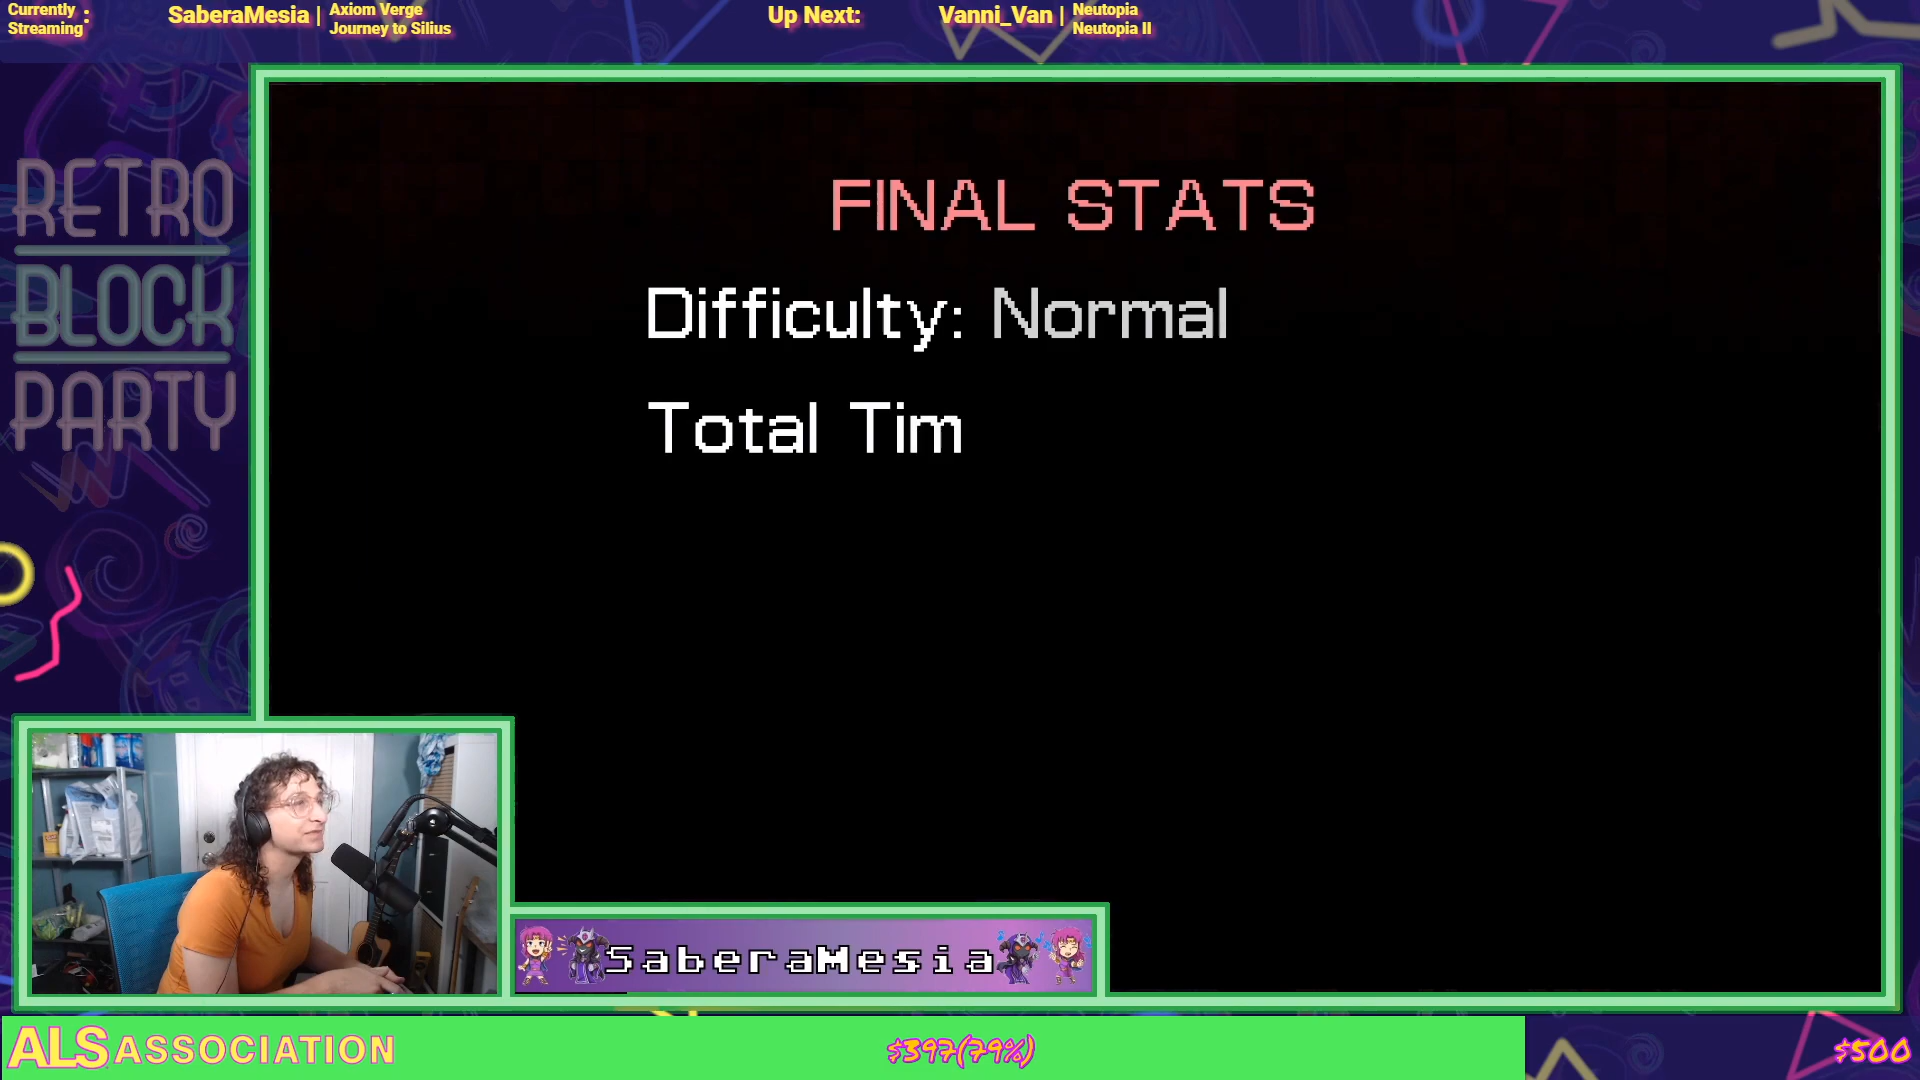 Currently Streaming :
SaberaMesia |
Axiom Verge
Journey to Silius
Up Next:
Vanni_Van |
Neutopia
Neutopia II
RETRO
BLOCK
PARTY
FINAL STATS
Difficulty: Normal
Total Tim
SaberaMesia
ALS ASSOCIATION
$397(79%)
$500